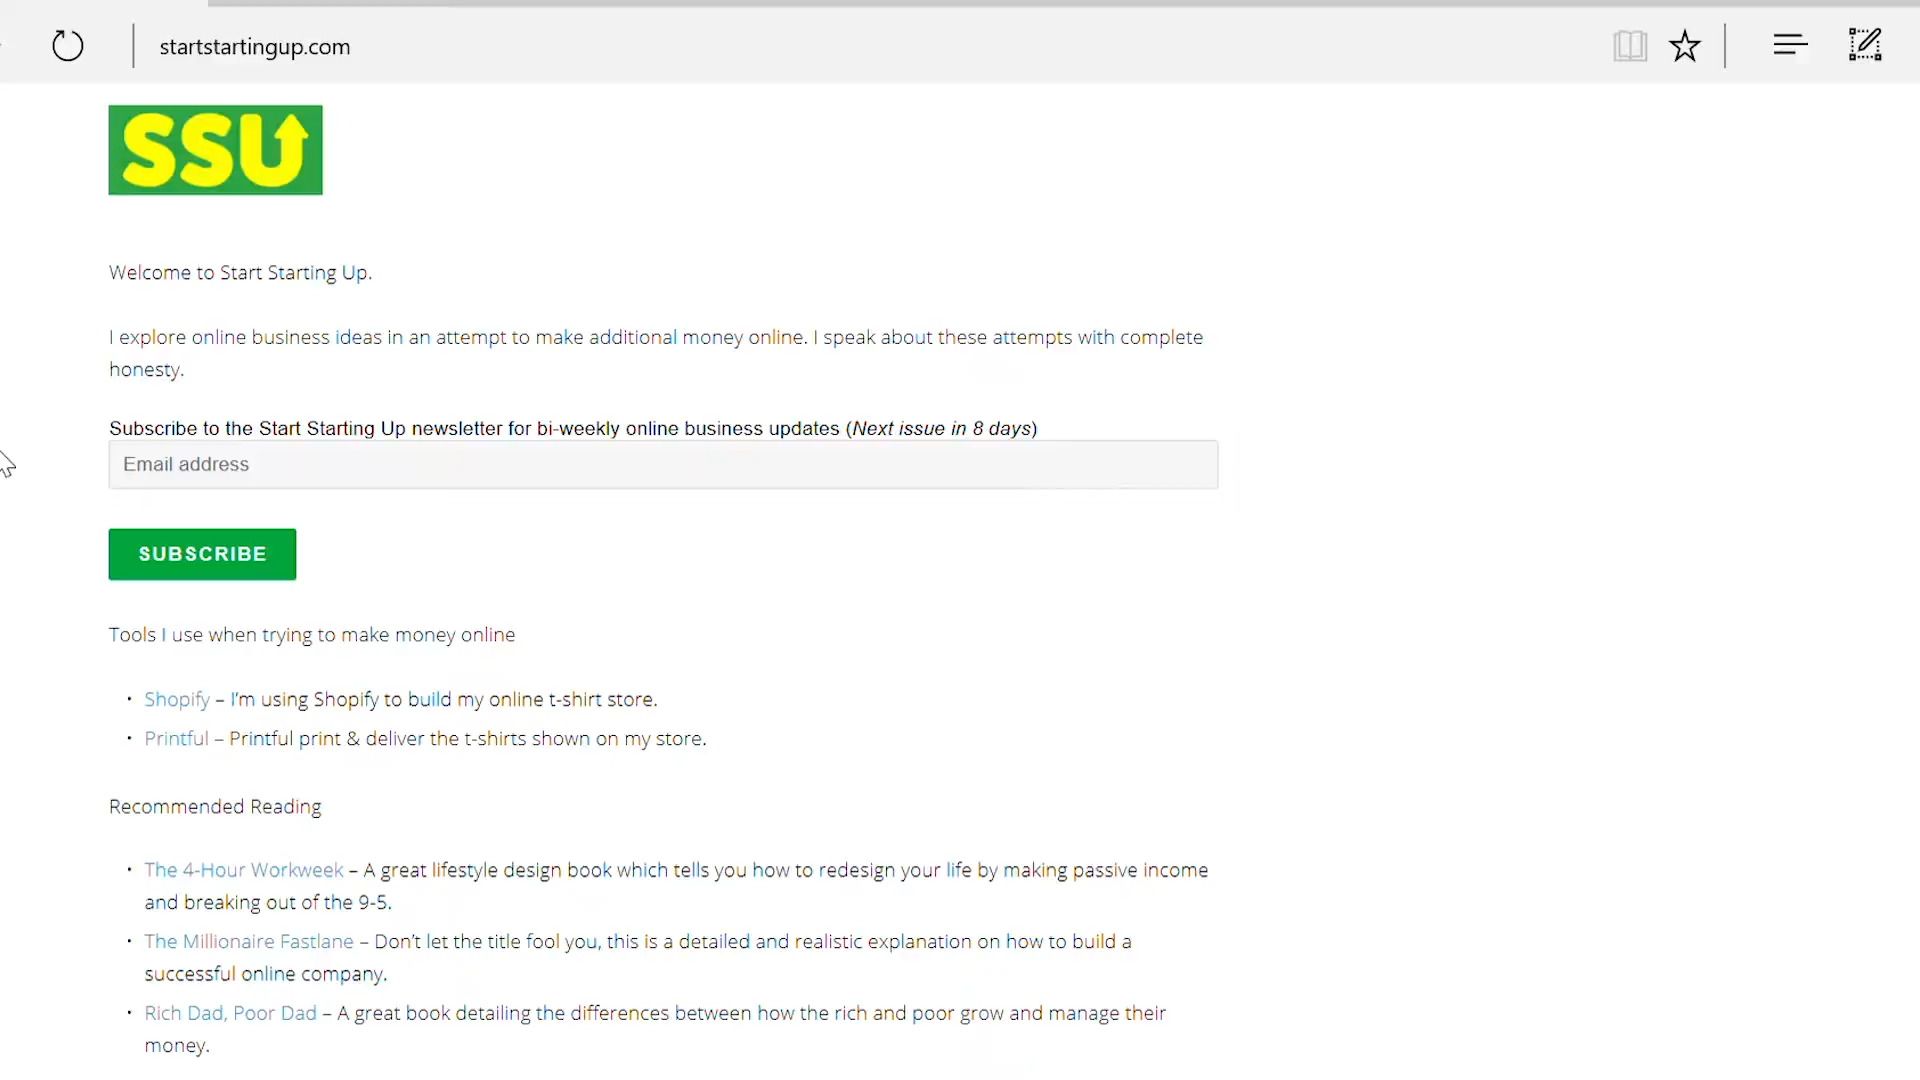 startstartingup.com
SSU
Welcome to Start Starting Up.
I explore online business ideas in an attempt to make additional money online. I speak about these attempts with complete
honesty.
Subscribe to the Start Starting Up newsletter for bi-weekly online business updates (Next issue in 8 days)
Email address
SUBSCRIBE
Tools I use when trying to make money online
• Shopify – I'm using Shopify to build my online t-shirt store.
• Printful – Printful print & deliver the t-shirts shown on my store.
Recommended Reading
• The 4-Hour Workweek – A great lifestyle design book which tells you how to redesign your life by making passive income
and breaking out of the 9-5.
• The Millionaire Fastlane – Don't let the title fool you, this is a detailed and realistic explanation on how to build a
successful online company.
• Rich Dad, Poor Dad – A great book detailing the differences between how the rich and poor grow and manage their
money.